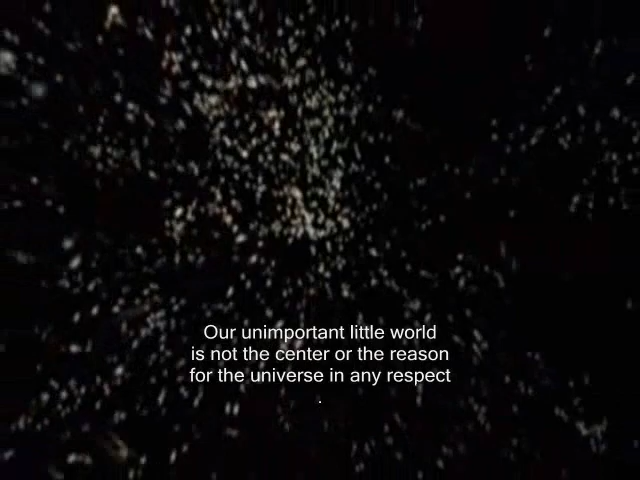 Our unimportant little world
is not the center or the reason
for the universe in any respect
.